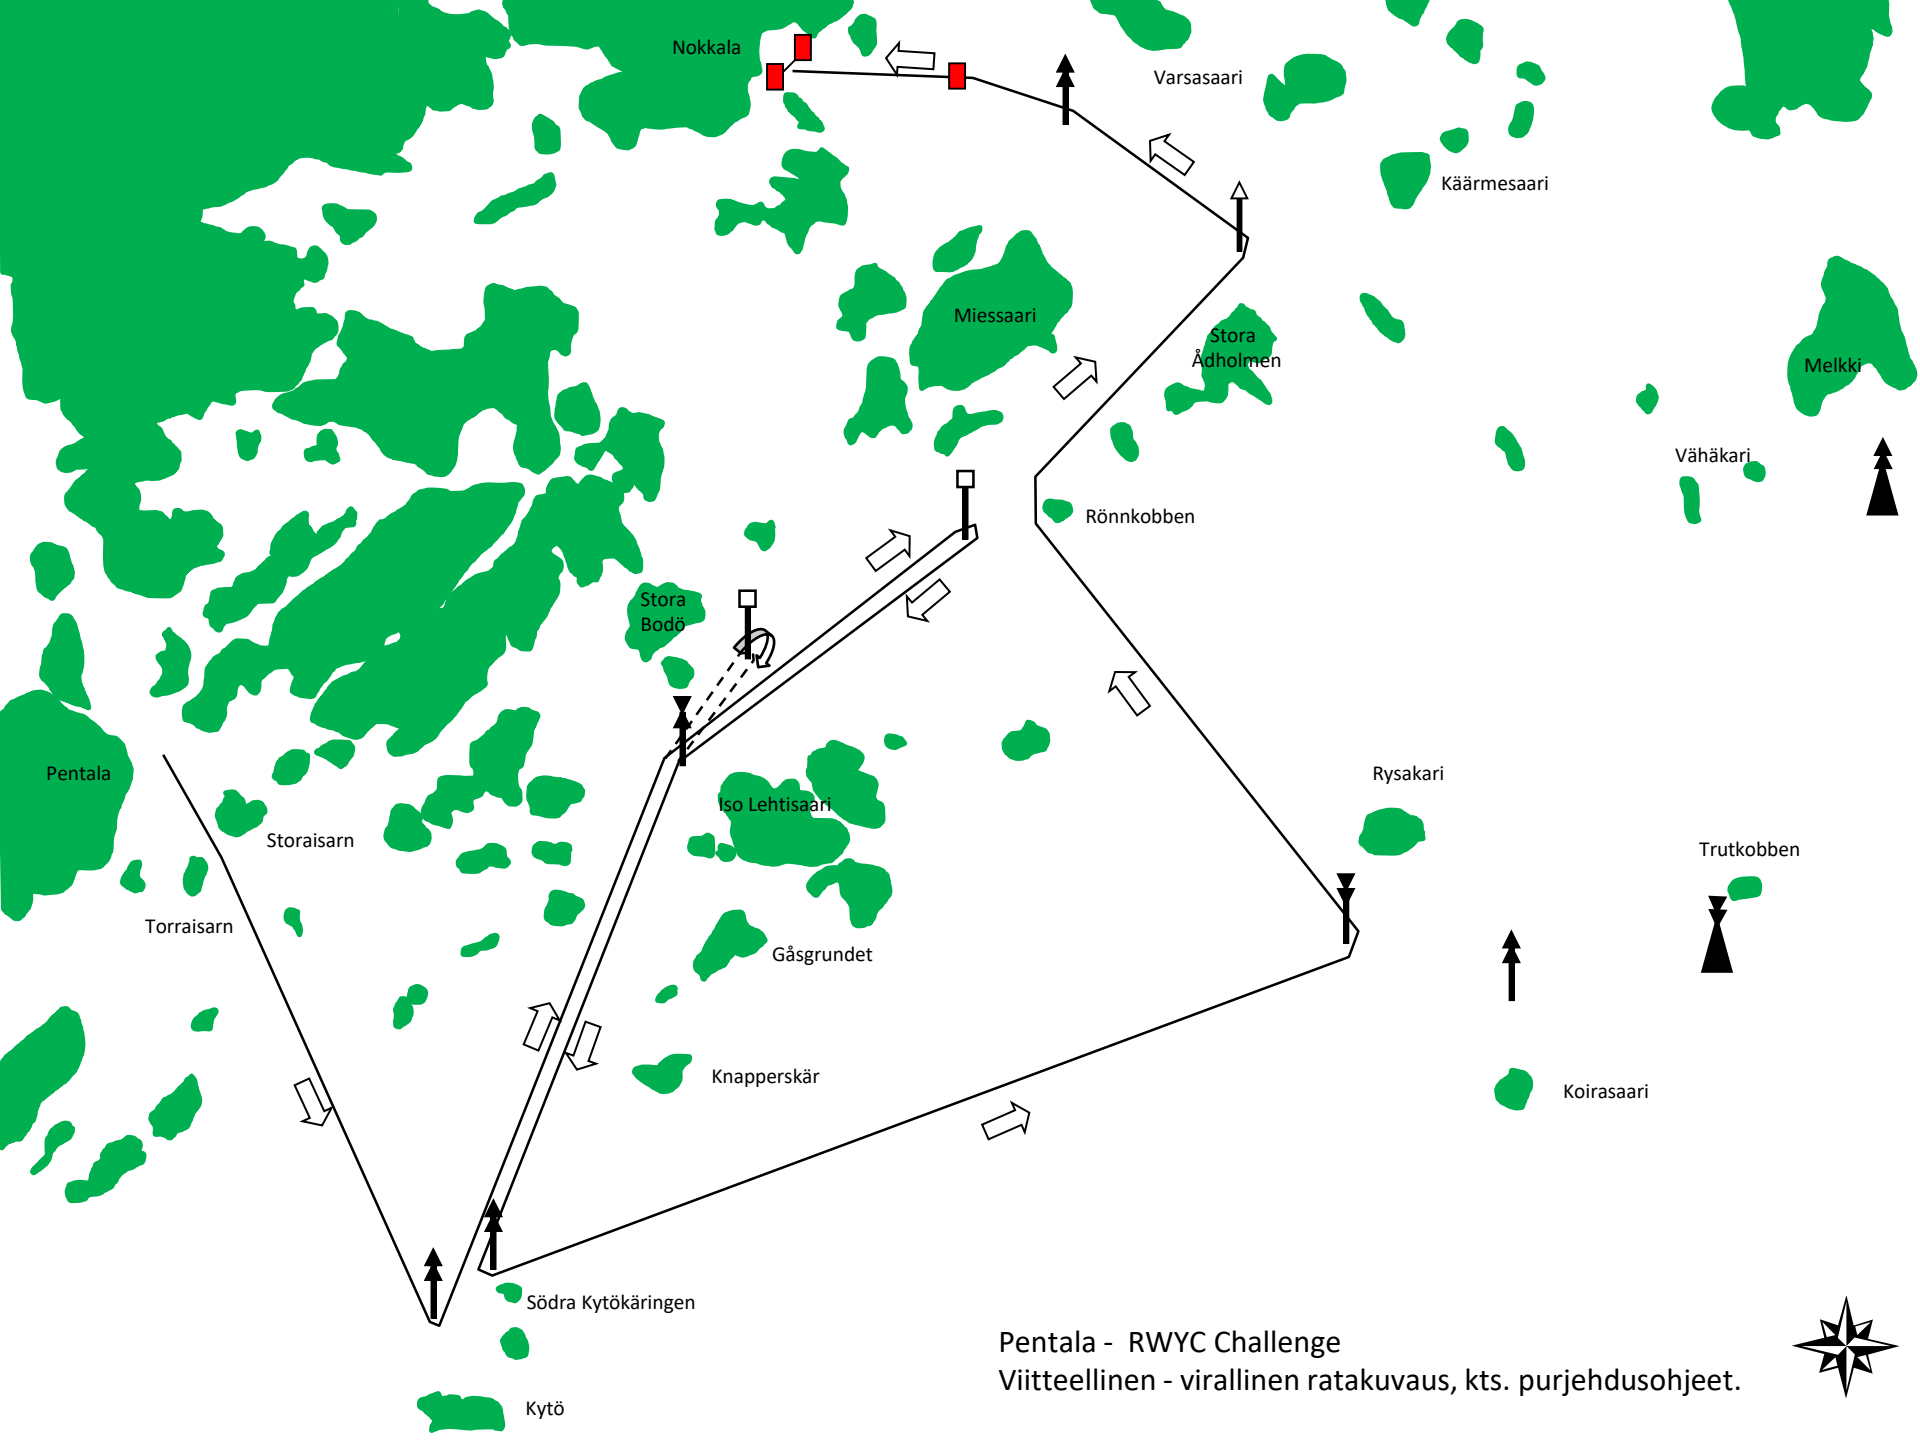 Nokkala
Varsasaari
Käärmesaari
Miessaari
Stora
Ådholmen
Melkki
Vähäkari
Rönnkobben
Stora
Bodö
Pentala
Iso Lehtisaari
Rysakari
Storaisarn
Trutkobben
Torraisarn
Gåsgrundet
Knapperskär
Koirasaari
Södra Kytökäringen
Pentala - RWYC Challenge
Viitteellinen - virallinen ratakuvaus, kts. purjehdusohjeet.
Kytö